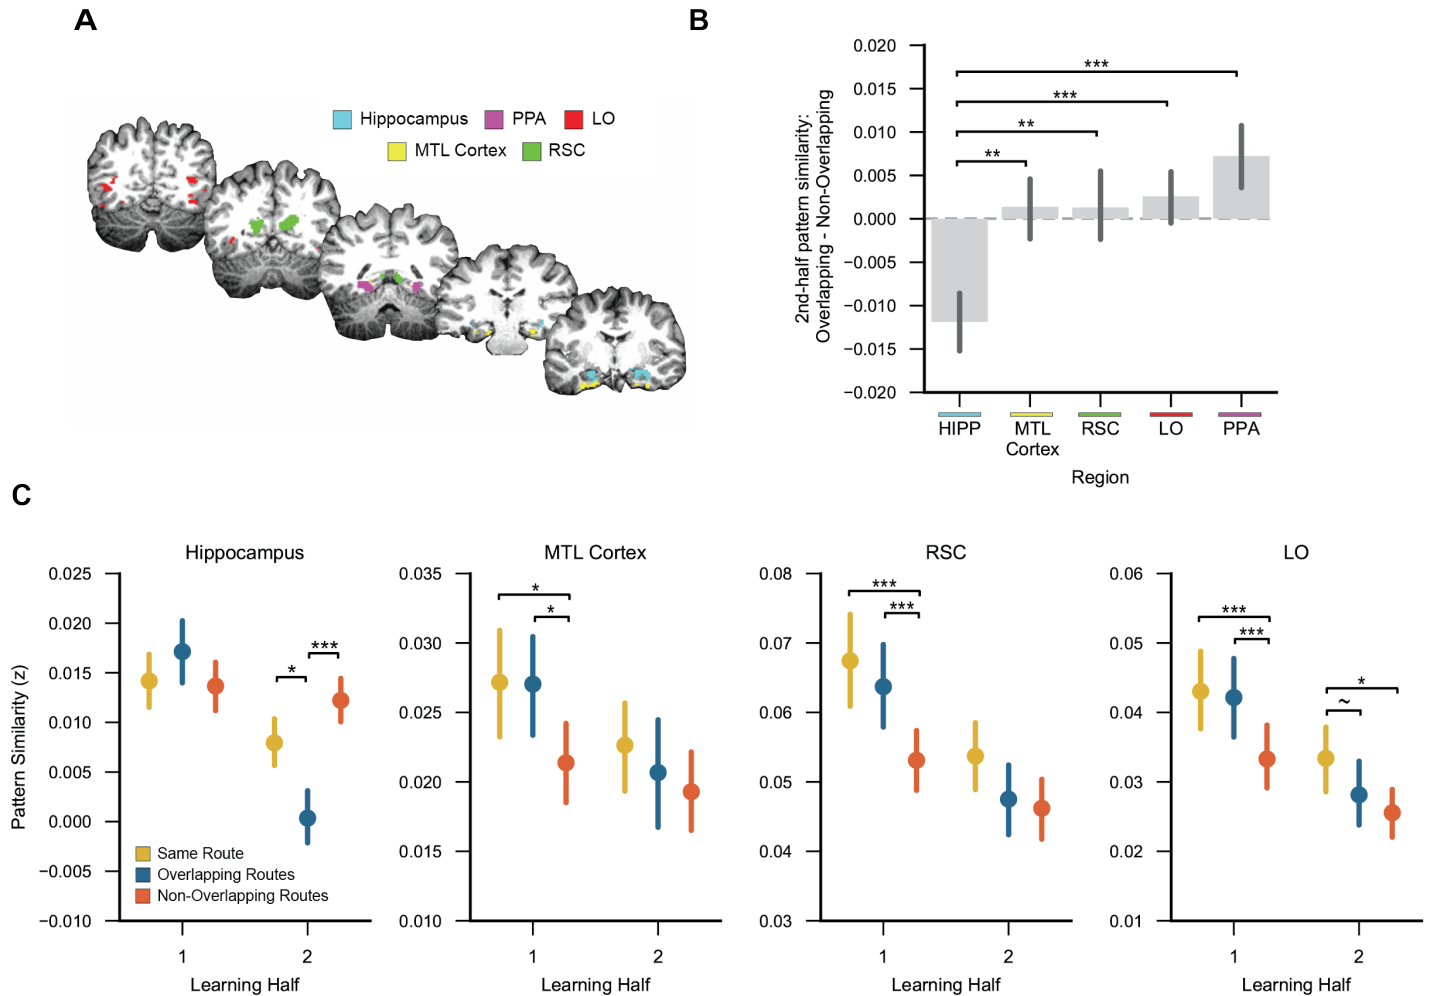 A
Hippocampus PPA LO
MTL Cortex RSC
B
2nd-half pattern similarity:
Overlapping - Non-Overlapping
0.020
0.015
0.010
0.005
0.000
−0.005
−0.010
−0.015
−0.020
***
***
**
**
HIPP MTL Cortex RSC LO PPA
Region
C
Pattern Similarity (z)
Hippocampus
0.025
0.020
0.015
0.010
0.005
0.000
−0.005
−0.010
***
*
Same Route
Overlapping Routes
Non-Overlapping Routes
1 2
Learning Half
MTL Cortex
0.035
0.030
0.025
0.020
0.015
0.010
*
*
1 2
Learning Half
RSC
0.08
0.07
0.06
0.05
0.04
0.03
***
***
1 2
Learning Half
LO
0.06
0.05
0.04
0.03
0.02
0.01
***
***
*
~
1 2
Learning Half